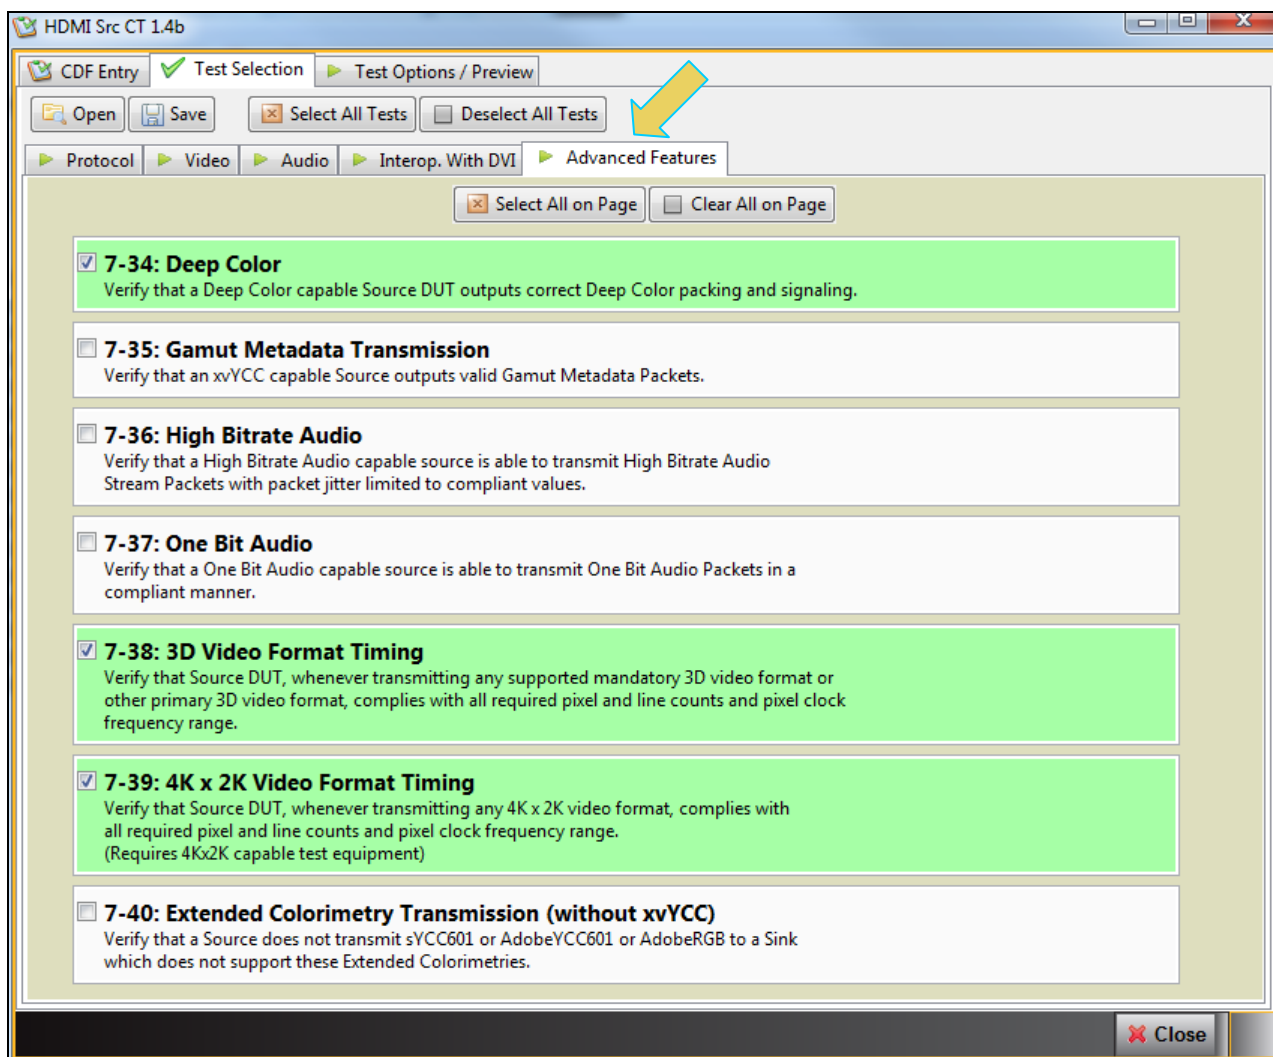 HDMI Src CT 1.4b
CDF Entry Test Selection Test Options / Preview
Open Save Select All Tests Deselect All Tests
Protocol Video Audio Interop. With DVI Advanced Features
Select All on Page Clear All on Page
7-34: Deep Color
Verify that a Deep Color capable Source DUT outputs correct Deep Color packing and signaling.
7-35: Gamut Metadata Transmission
Verify that an xvYCC capable Source outputs valid Gamut Metadata Packets.
7-36: High Bitrate Audio
Verify that a High Bitrate Audio capable source is able to transmit High Bitrate Audio
Stream Packets with packet jitter limited to compliant values.
7-37: One Bit Audio
Verify that a One Bit Audio capable source is able to transmit One Bit Audio Packets in a
compliant manner.
7-38: 3D Video Format Timing
Verify that Source DUT, whenever transmitting any supported mandatory 3D video format or
other primary 3D video format, complies with all required pixel and line counts and pixel clock
frequency range.
7-39: 4K x 2K Video Format Timing
Verify that Source DUT, whenever transmitting any 4K x 2K video format, complies with
all required pixel and line counts and pixel clock frequency range.
(Requires 4Kx2K capable test equipment)
7-40: Extended Colorimetry Transmission (without xvYCC)
Verify that a Source does not transmit sYCC601 or AdobeYCC601 or AdobeRGB to a Sink
which does not support these Extended Colorimetries.
Close